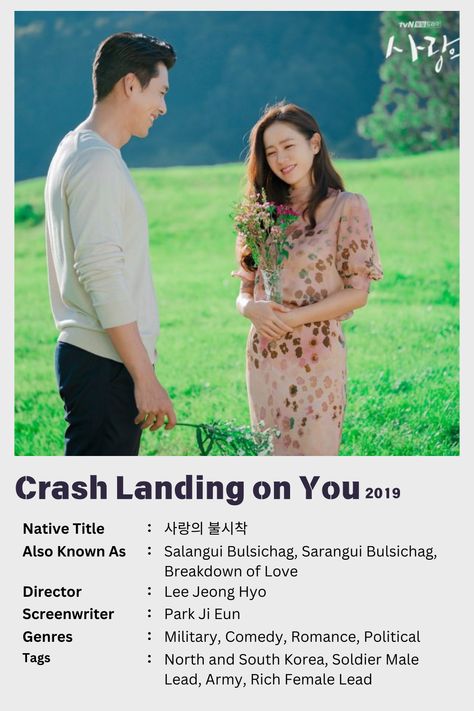 tvN 토일드라마
사랑의
Crash Landing on You 2019
Native Title : 사랑의 불시착
Also Known As : Salangui Bulsichag, Sarangui Bulsichag,
Breakdown of Love
Director : Lee Jeong Hyo
Screenwriter : Park Ji Eun
Genres : Military, Comedy, Romance, Political
Tags : North and South Korea, Soldier Male
Lead, Army, Rich Female Lead